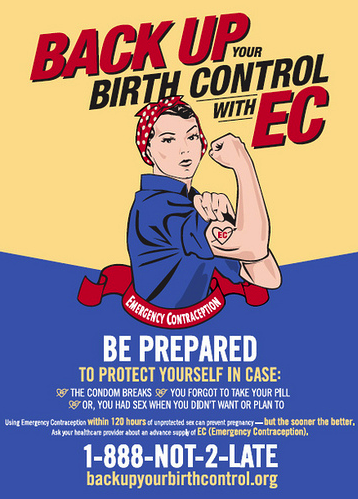 BACK UP YOUR
BIRTH CONTROL
WITH EC
EC
EMERGENCY CONTRACEPTION
BE PREPARED
TO PROTECT YOURSELF IN CASE:
THE CONDOM BREAKS YOU FORGOT TO TAKE YOUR PILL
OR, YOU HAD SEX WHEN YOU DIDN'T WANT OR PLAN TO
Using Emergency Contraception within 120 hours of unprotected sex can prevent pregnancy — but the sooner the better.
Ask your healthcare provider about an advance supply of EC (Emergency Contraception).
1-888-NOT-2-LATE
backupyourbirthcontrol.org